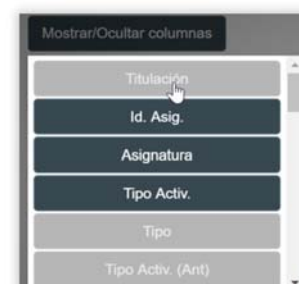 Mostrar/Ocultar columnas
Titulación
Id. Asig.
Asignatura
Tipo Activ.
Tipo
Tipo Activ. (Ant)